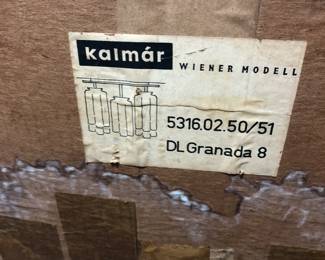 kalmár
WIENER MODELL
5316.02.50/51
DL Granada 8